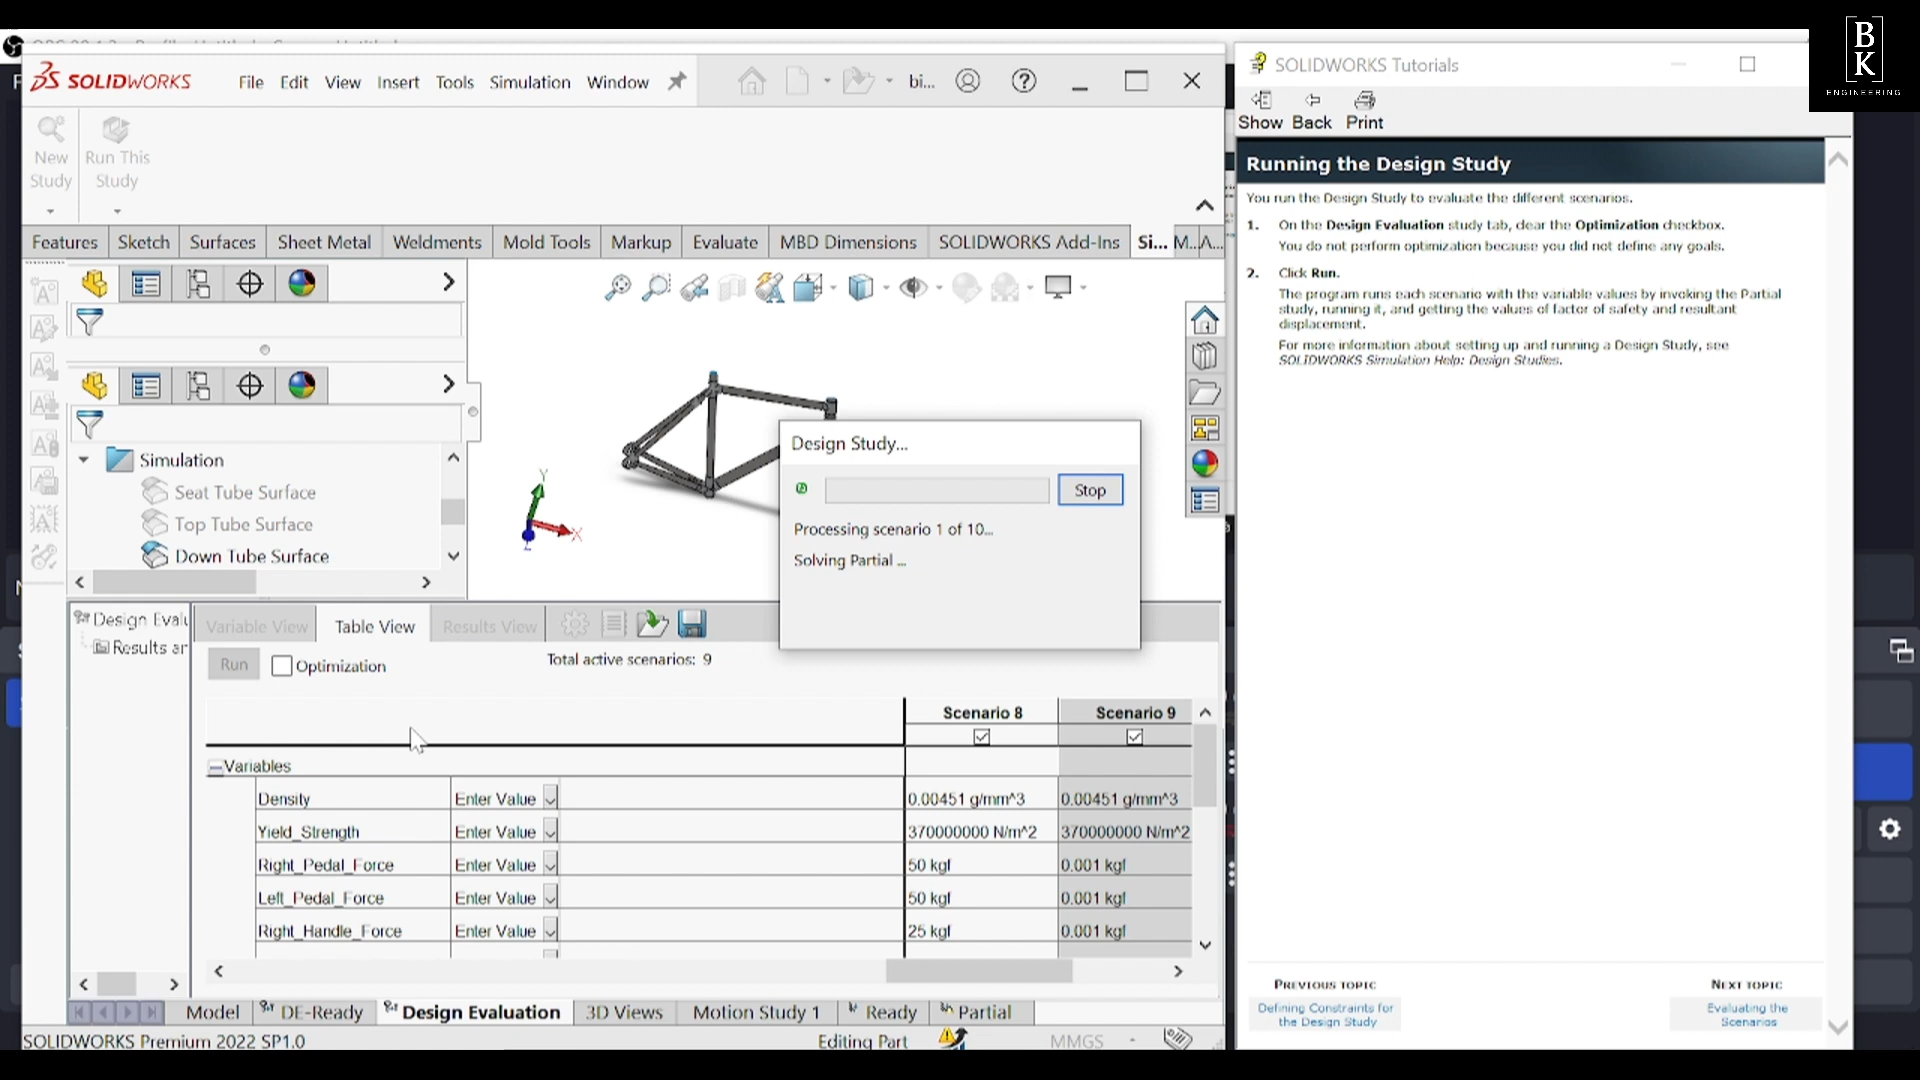 SOLIDWORKS File Edit View Insert Tools Simulation Window bi...
New Study
Run This Study
Features Sketch Surfaces Sheet Metal Weldments Mold Tools Markup Evaluate MBD Dimensions SOLIDWORKS Add-Ins Si... M... A...
Simulation
Seat Tube Surface
Top Tube Surface
Down Tube Surface
Y
X
Z
Design Study...
Stop
Processing scenario 1 of 10...
Solving Partial ...
Design Evalu
Results ar
Variable View Table View Results View
Run Optimization Total active scenarios: 9
Scenario 8 Scenario 9
Variables
Density Enter Value 0.00451 g/mm^3 0.00451 g/mm^3
Yield_Strength Enter Value 370000000 N/m^2 370000000 N/m^2
Right_Pedal_Force Enter Value 50 kgf 0.001 kgf
Left_Pedal_Force Enter Value 50 kgf 0.001 kgf
Right_Handle_Force Enter Value 25 kgf 0.001 kgf
Model DE-Ready Design Evaluation 3D Views Motion Study 1 Ready Partial
SOLIDWORKS Premium 2022 SP1.0 Editing Part MMGS
SOLIDWORKS Tutorials
Show Back Print
Running the Design Study
You run the Design Study to evaluate the different scenarios.
1. On the Design Evaluation study tab, clear the Optimization checkbox.
You do not perform optimization because you did not define any goals.
2. Click Run.
The program runs each scenario with the variable values by invoking the Partial
study, running it, and getting the values of factor of safety and resultant
displacement.
For more information about setting up and running a Design Study, see
SOLIDWORKS Simulation Help: Design Studies.
PREVIOUS TOPIC
Defining Constraints for
the Design Study
NEXT TOPIC
Evaluating the
Scenarios
BK
ENGINEERING